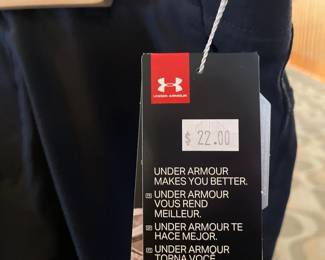 UNDER ARMOUR
$ 22.00
UNDER ARMOUR
MAKES YOU BETTER.
UNDER ARMOUR
VOUS REND
MEILLEUR.
UNDER ARMOUR TE
HACE MEJOR.
UNDER ARMOUR
TORNA VOCÊ